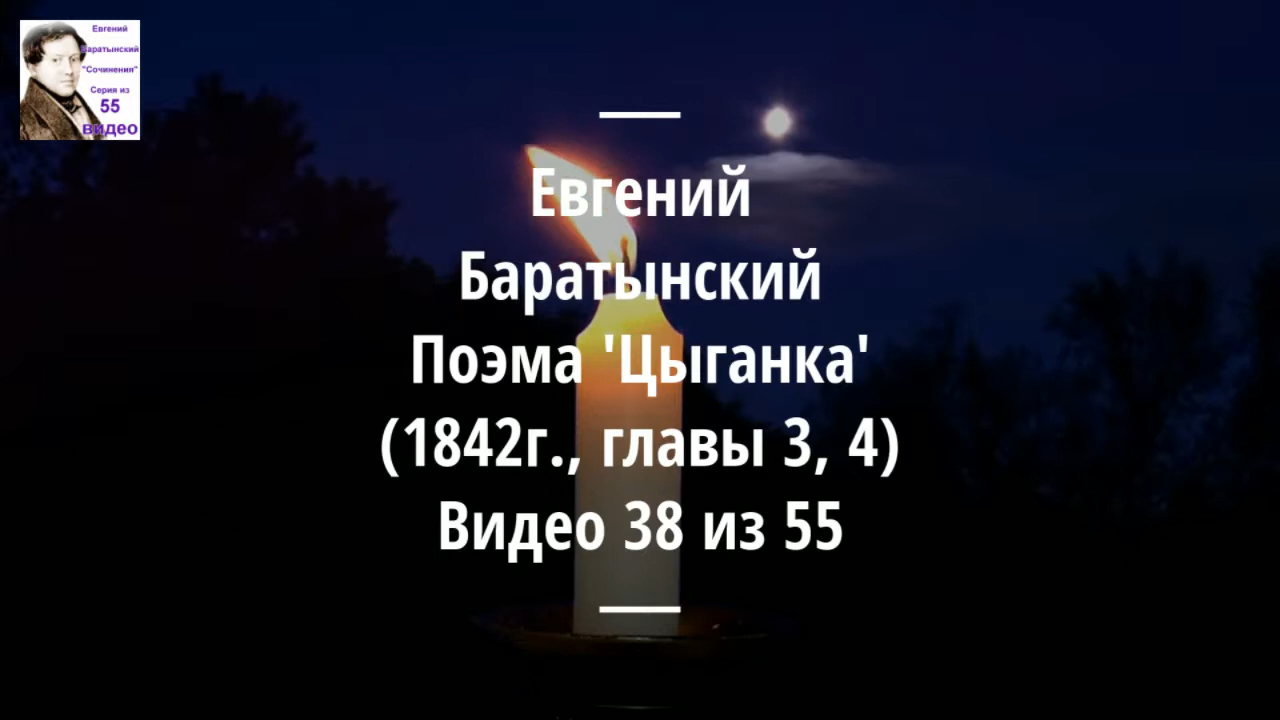 Евгений
Баратынский
"Сочинения"
Серия из
55
видео
Евгений
Баратынский
Поэма 'Цыганка'
(1842г., главы 3, 4)
Видео 38 из 55